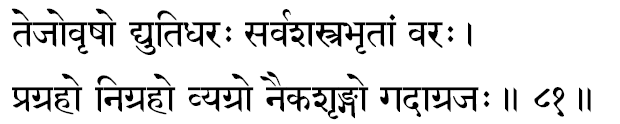 तेजोवृषो द्युतिधरः सर्वशस्त्रभृतां वरः।
प्रग्रहो निग्रहो व्यग्रो नैकशृङ्गो गदाग्रजः॥ ८१॥